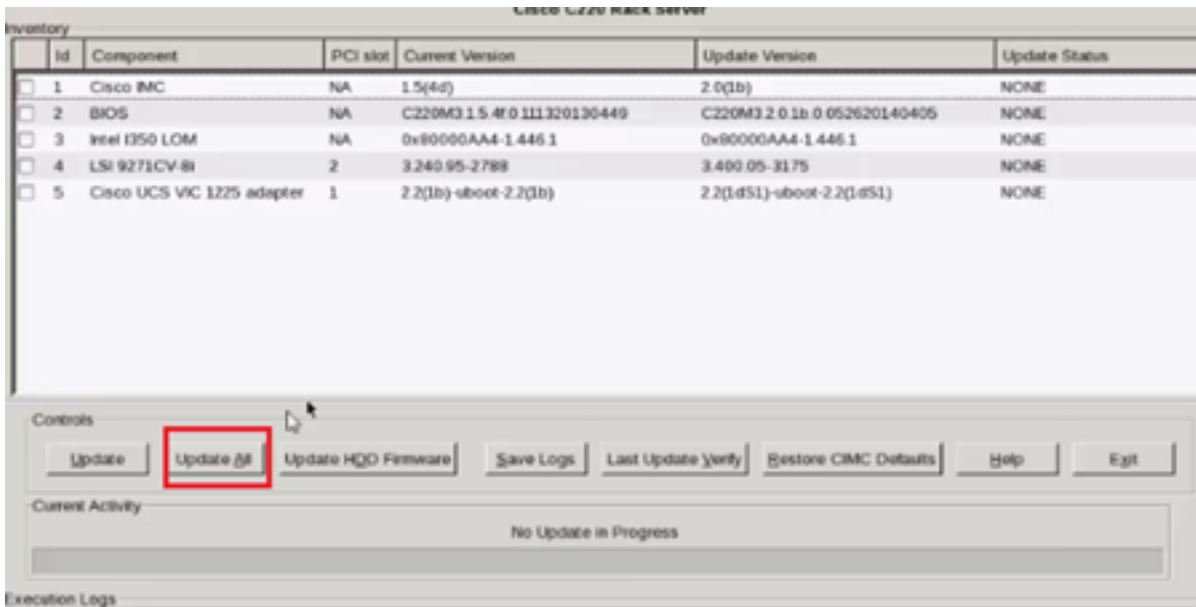 Cisco C220 Rack Server
Inventory
Id Component PCI slot Current Version Update Version Update Status
1 Cisco IMC NA 1.5(4d) 2.0(1b) NONE
2 BIOS NA C220M3.1.5.4f.0.111320130449 C220M3.2.0.1b.0.052620140405 NONE
3 Intel I350 LOM NA 0x80000AA4-1.446.1 0x80000AA4-1.446.1 NONE
4 LSI 9271CV-8i 2 3.240.95-2788 3.400.05-3175 NONE
5 Cisco UCS VIC 1225 adapter 1 2.2(1b)-uboot-2.2(1b) 2.2(1dS1)-uboot-2.2(1dS1) NONE
Controls
Update Update All Update HDD Firmware Save Logs Last Update Verify Restore CIMC Defaults Help Exit
Current Activity
No Update in Progress
Execution Logs